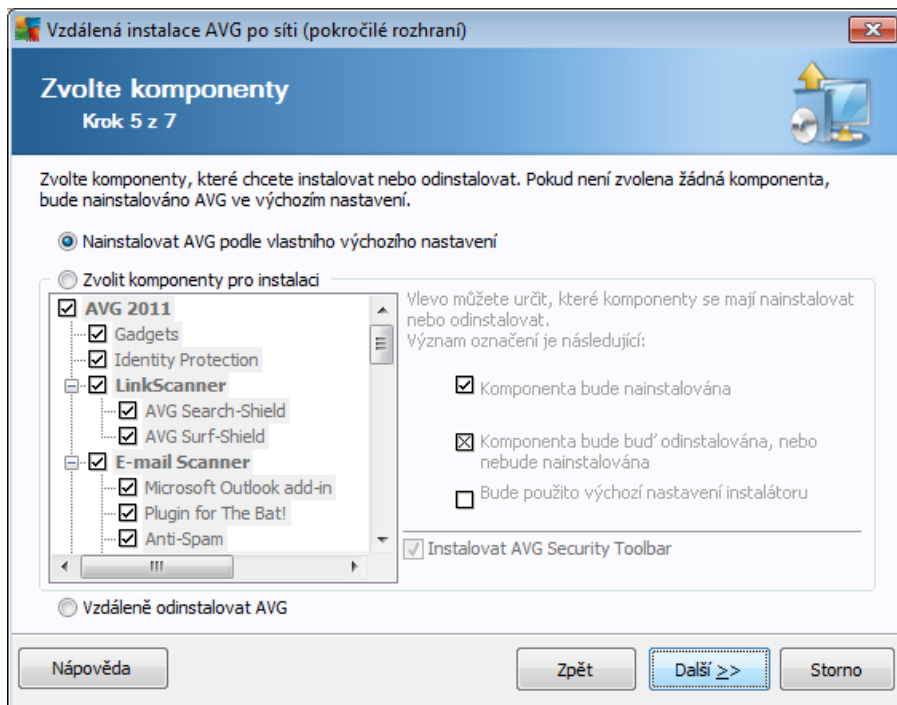 Vzdálená instalace AVG po síti (pokročilé rozhraní)
Zvolte komponenty
Krok 5 z 7
Zvolte komponenty, které chcete instalovat nebo odinstalovat. Pokud není zvolena žádná komponenta,
bude nainstalováno AVG ve výchozím nastavení.
Nainstalovat AVG podle vlastního výchozího nastavení
Zvolit komponenty pro instalaci
AVG 2011
Gadgets
Identity Protection
LinkScanner
AVG Search-Shield
AVG Surf-Shield
E-mail Scanner
Microsoft Outlook add-in
Plugin for The Bat!
Anti-Spam
Vlevo můžete určit, které komponenty se mají nainstalovat
nebo odinstalovat.
Význam označení je následující:
Komponenta bude nainstalována
Komponenta bude buď odinstalována, nebo
nebude nainstalována
Bude použito výchozí nastavení instalátoru
Instalovat AVG Security Toolbar
Vzdáleně odinstalovat AVG
Nápověda
Zpět
Další >>
Storno